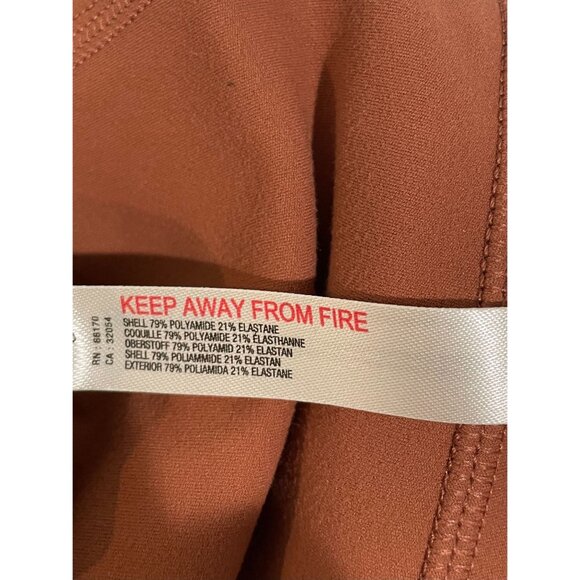 KEEP AWAY FROM FIRE
SHELL 79% POLYAMIDE 21% ELASTANE
COQUILLE 79% POLYAMIDE 21% ÉLASTHANNE
OBERSTOFF 79% POLYAMID 21% ELASTAN
SHELL 79% POLIAMMIDE 21% ELASTAN
EXTERIOR 79% POLIAMIDA 21% ELASTANE
RN : 66170
CA : 32054